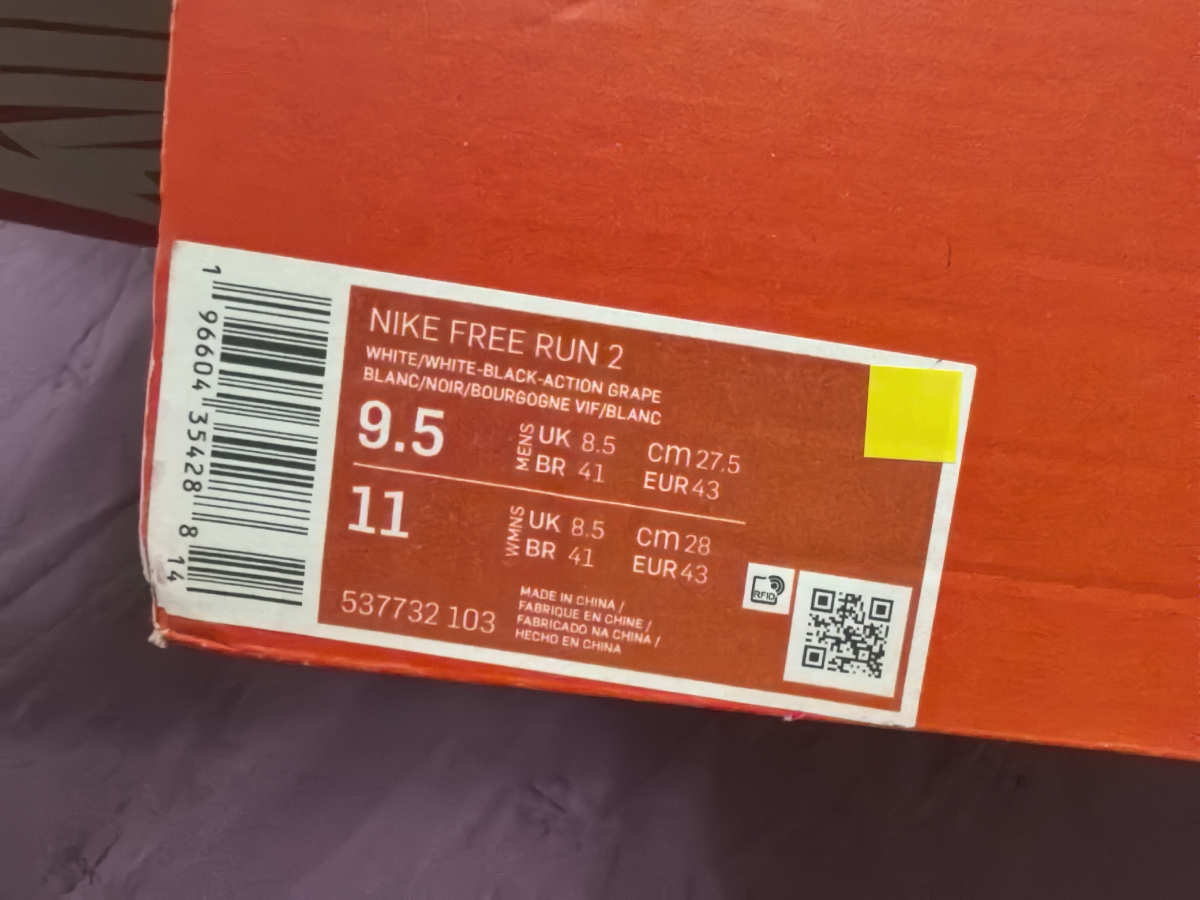 NIKE FREE RUN 2
WHITE/WHITE-BLACK-ACTION GRAPE
BLANC/NOIR/BOURGOGNE VIF/BLANC
9.5
MENS
UK 8.5
cm 27.5
BR 41
EUR 43
11
WMNS
UK 8.5
cm 28
BR 41
EUR 43
537732 103
MADE IN CHINA /
FABRIQUE EN CHINE /
FABRICADO NA CHINA /
HECHO EN CHINA
RFID
1 96604 35428 8 14